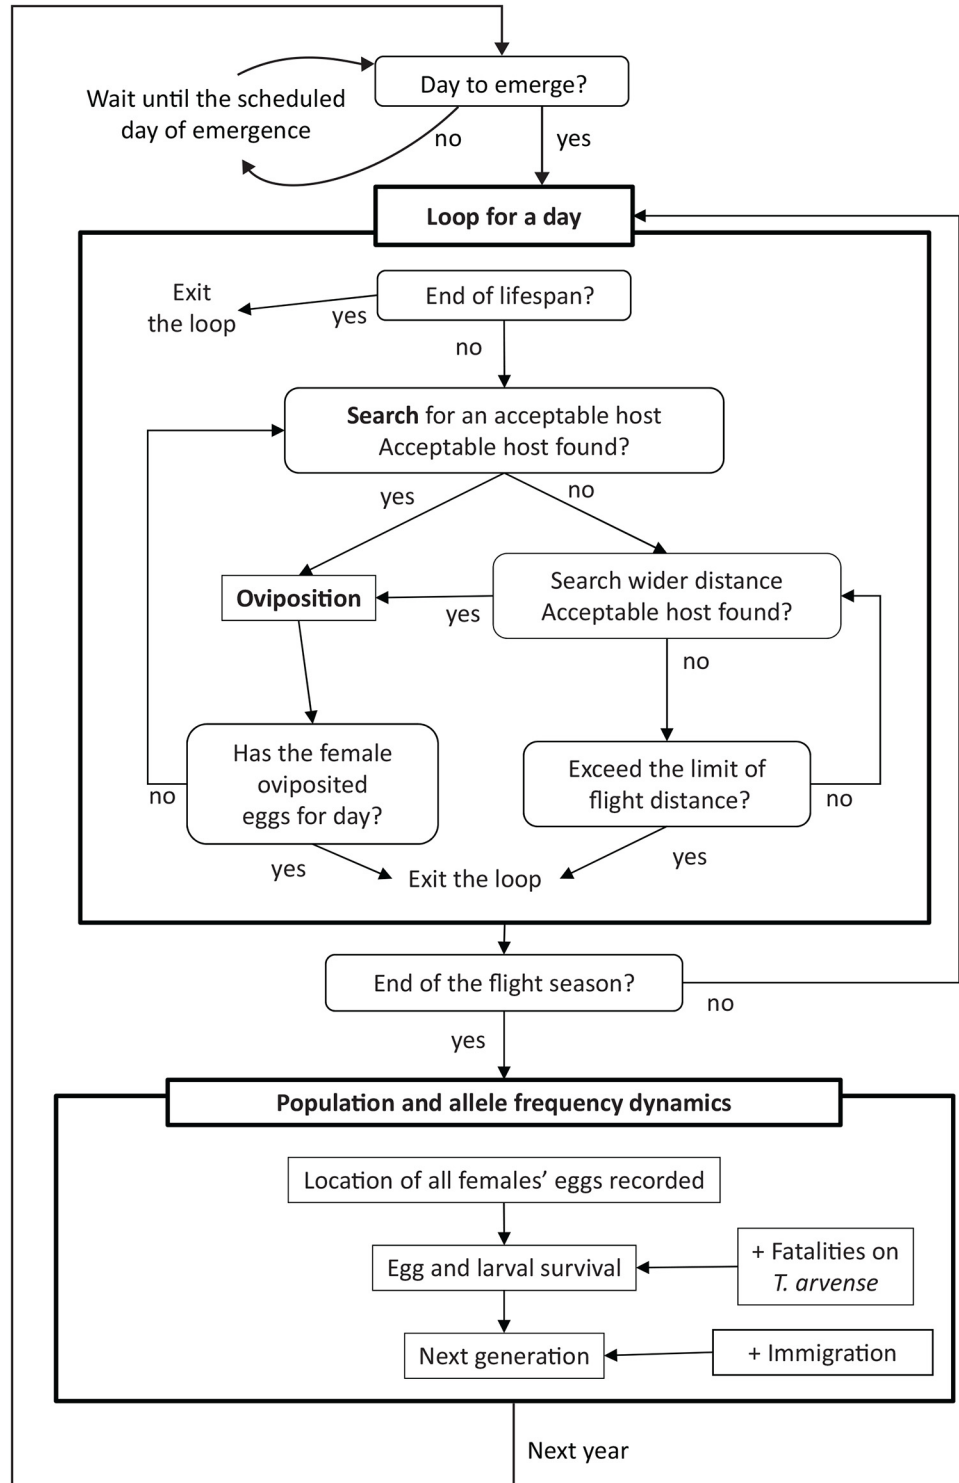 Day to emerge?
Wait until the scheduled
day of emergence
no
yes
Loop for a day
End of lifespan?
Exit
the loop
yes
no
Search for an acceptable host
Acceptable host found?
yes
no
Search wider distance
Acceptable host found?
Oviposition
yes
no
Has the female
oviposited
eggs for day?
Exceed the limit of
flight distance?
no
no
yes
yes
Exit the loop
End of the flight season?
no
yes
Population and allele frequency dynamics
Location of all females’ eggs recorded
Egg and larval survival
+ Fatalities on
T. arvense
Next generation
+ Immigration
Next year